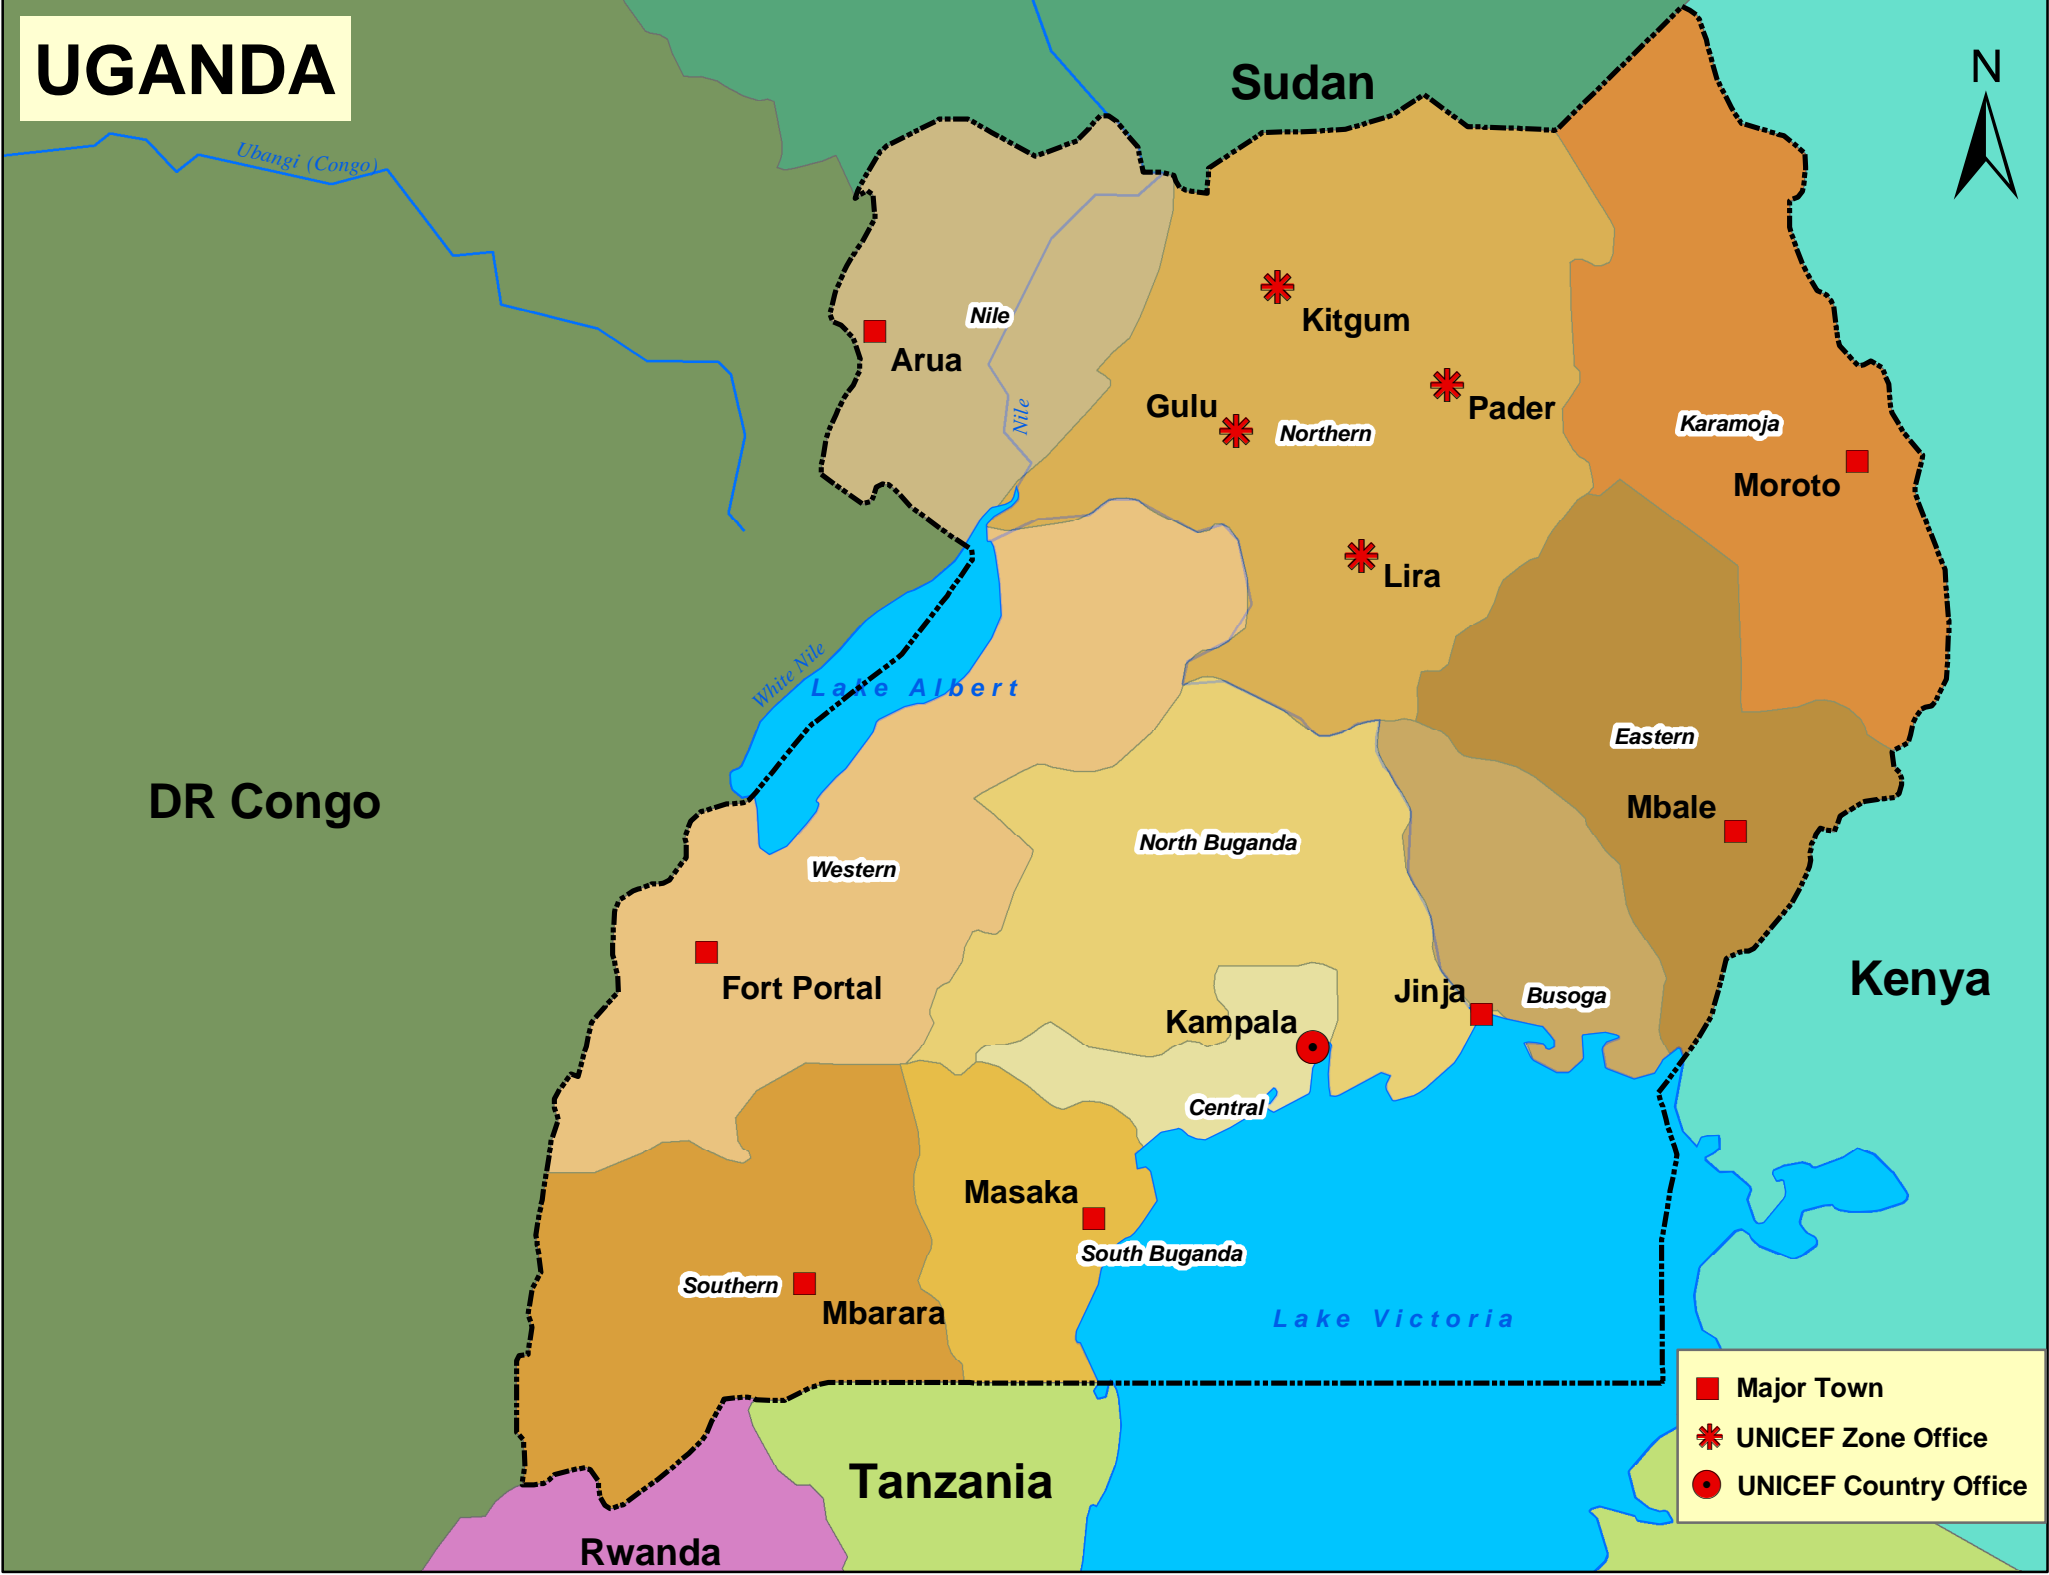 UGANDA
Sudan
N
Ubangi (Congo)
Nile
Kitgum
Arua
Nile
Gulu
Pader
Northern
Karamoja
Moroto
Lira
White Nile
Lake Albert
Eastern
DR Congo
Mbale
North Buganda
Western
Kenya
Fort Portal
Jinja
Busoga
Kampala
Central
Masaka
South Buganda
Southern
Mbarara
Lake Victoria
Major Town
UNICEF Zone Office
UNICEF Country Office
Tanzania
Rwanda